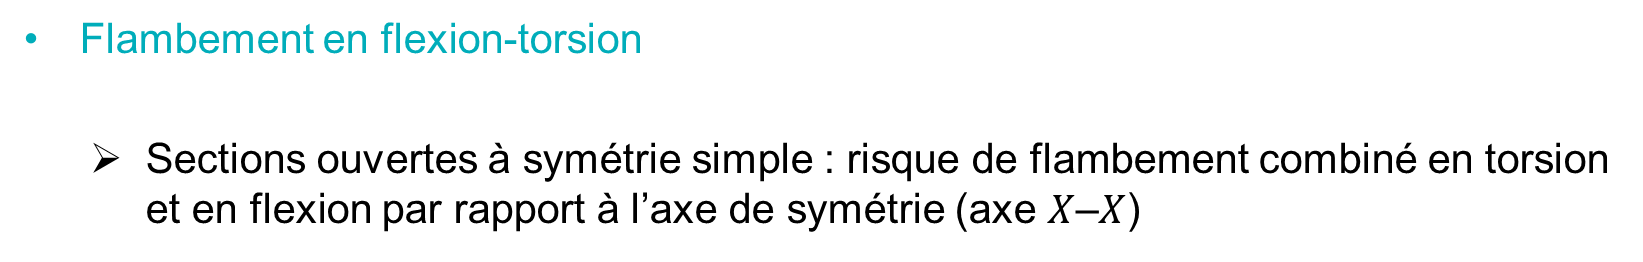 • Flambement en flexion-torsion
➢ Sections ouvertes à symétrie simple : risque de flambement combiné en torsion
et en flexion par rapport à l’axe de symétrie (axe X–X)